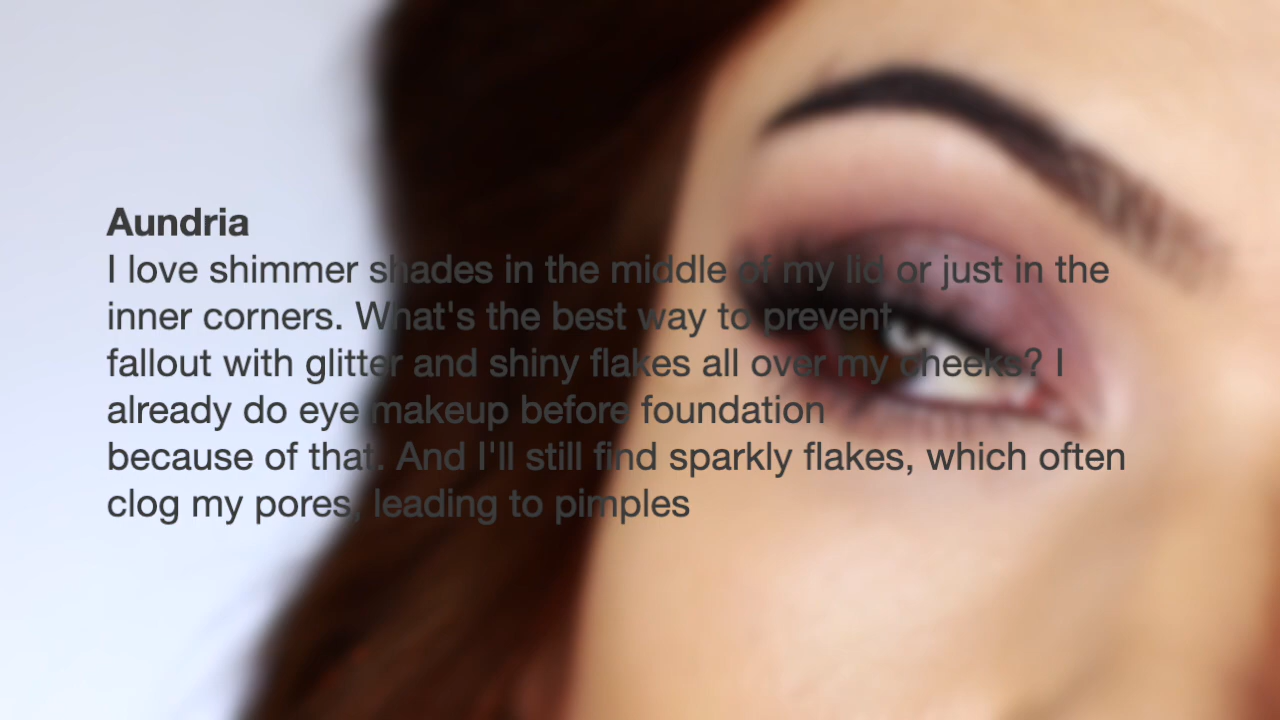 Aundria
I love shimmer shades in the middle of my lid or just in the
inner corners. What's the best way to prevent
fallout with glitter and shiny flakes all over my cheeks? I
already do eye makeup before foundation
because of that. And I'll still find sparkly flakes, which often
clog my pores, leading to pimples